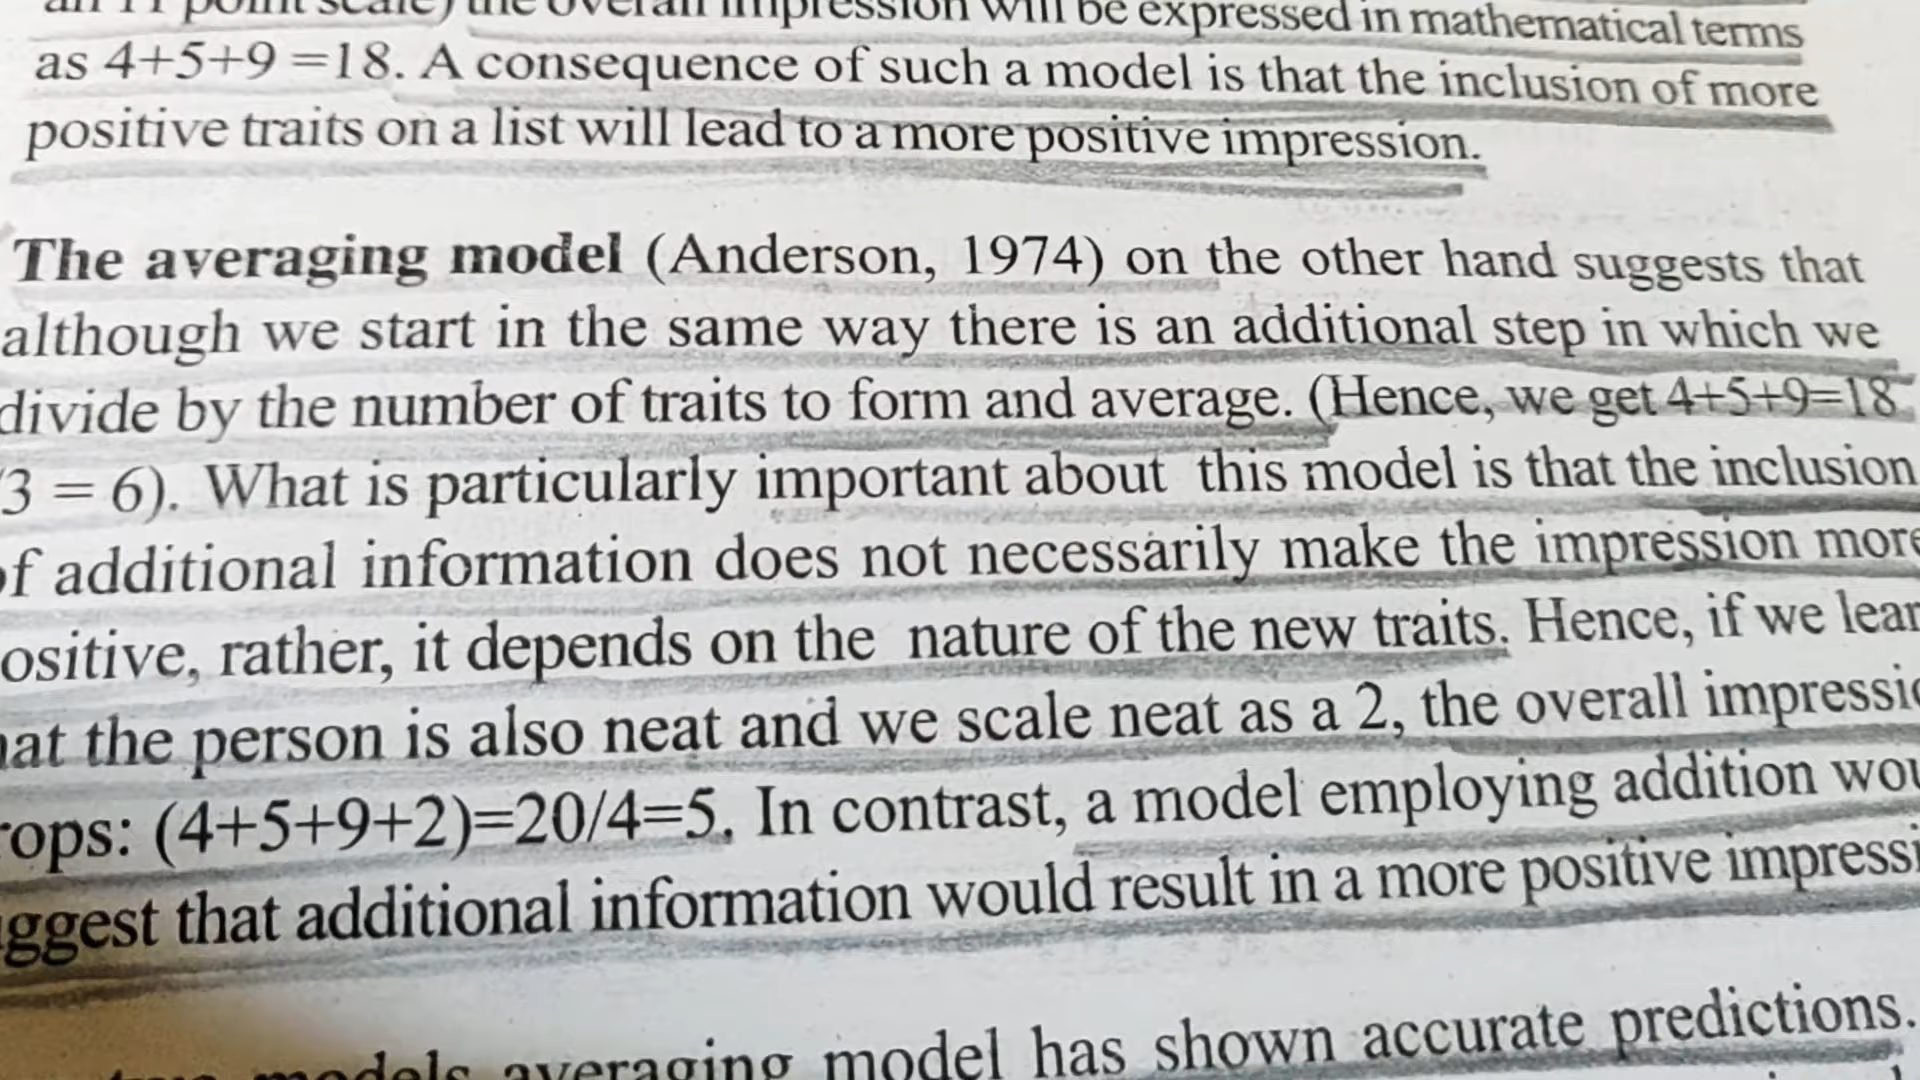 an 11 point scale) the overall impression will be expressed in mathematical terms
as 4+5+9 =18. A consequence of such a model is that the inclusion of more
positive traits on a list will lead to a more positive impression.
The averaging model (Anderson, 1974) on the other hand suggests that
although we start in the same way there is an additional step in which we
divide by the number of traits to form and average. (Hence, we get 4+5+9=18
/3 = 6). What is particularly important about this model is that the inclusion
of additional information does not necessarily make the impression more
ositive, rather, it depends on the nature of the new traits. Hence, if we lear
hat the person is also neat and we scale neat as a 2, the overall impressio
rops: (4+5+9+2)=20/4=5. In contrast, a model employing addition wou
ggest that additional information would result in a more positive impressi
two models averaging model has shown accurate predictions.